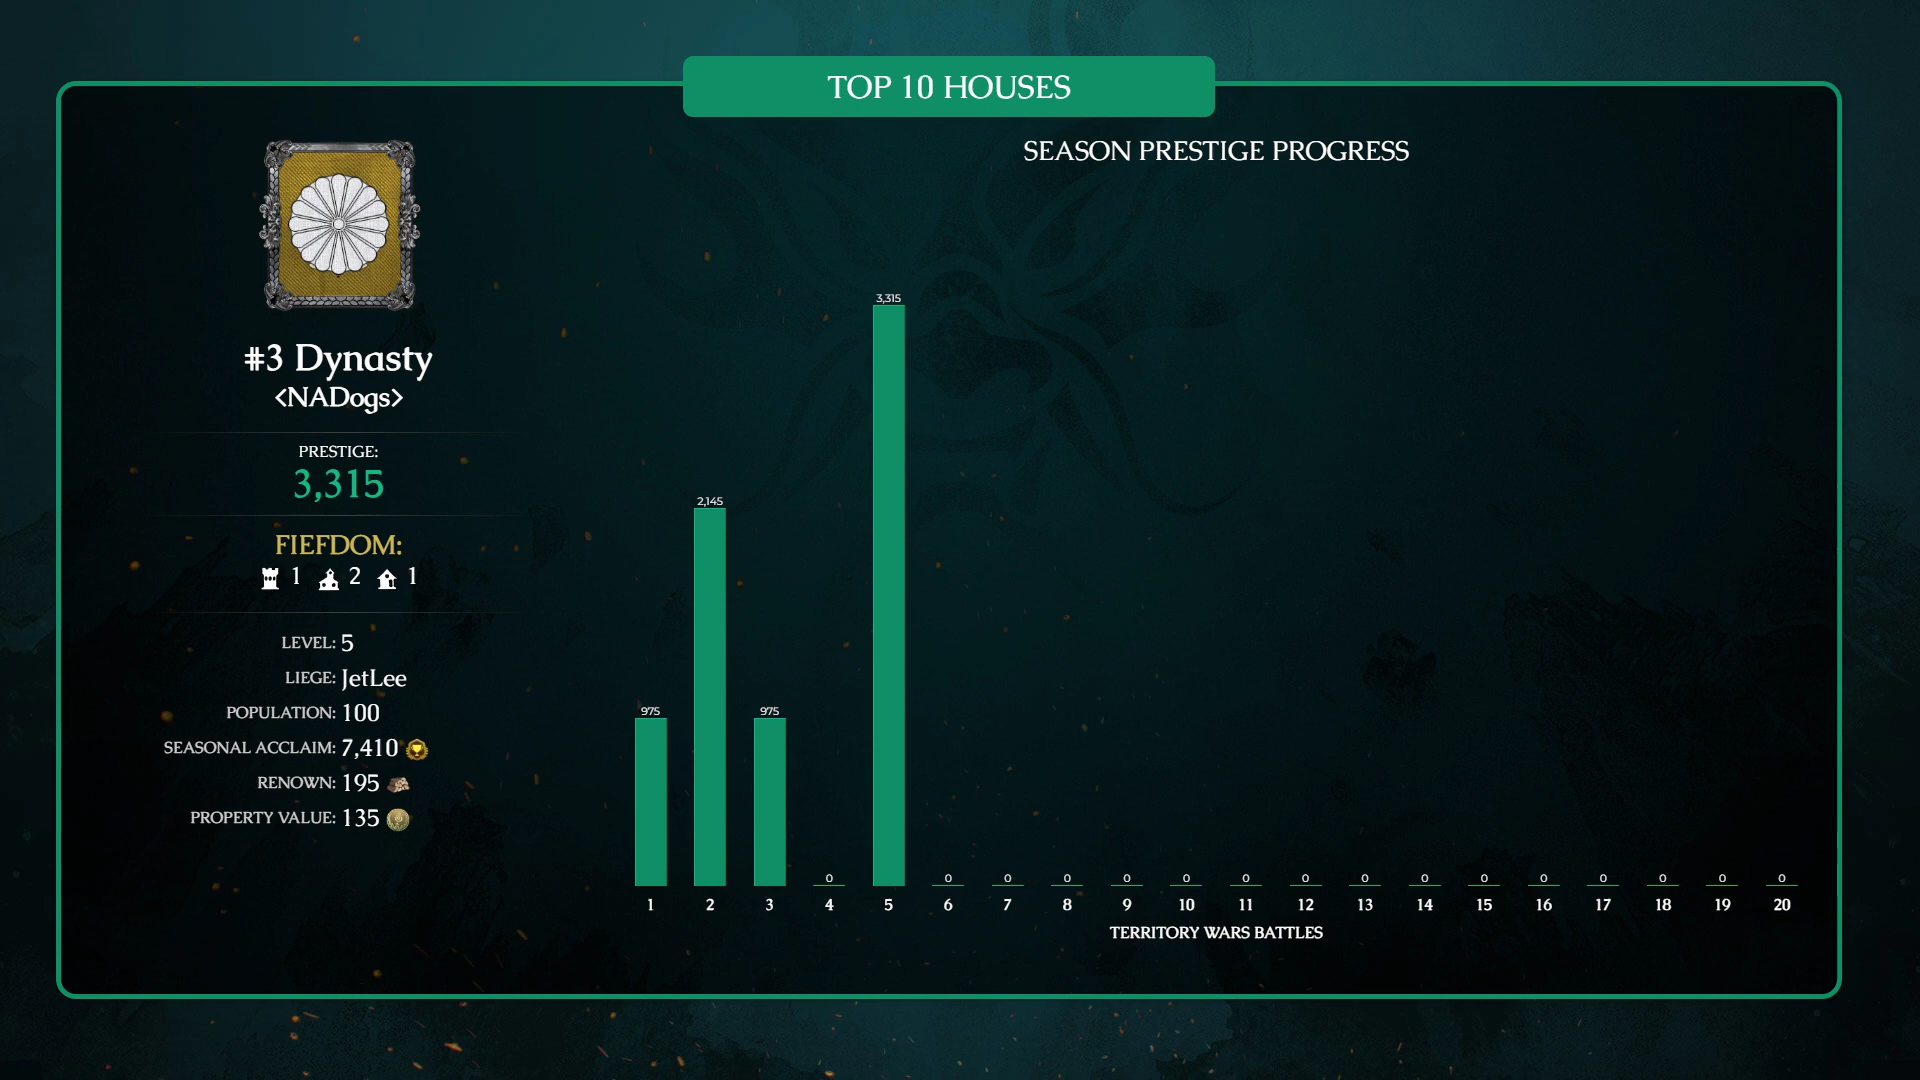 TOP 10 HOUSES
SEASON PRESTIGE PROGRESS
#3 Dynasty
<NADogs>
PRESTIGE:
3,315
FIEFDOM:
1 2 1
LEVEL: 5
LIEGE: JetLee
POPULATION: 100
SEASONAL ACCLAIM: 7,410
RENOWN: 195
PROPERTY VALUE: 135
975 2,145 975 0 3,315 0 0 0 0 0 0 0 0 0 0 0 0 0 0 0
1 2 3 4 5 6 7 8 9 10 11 12 13 14 15 16 17 18 19 20
TERRITORY WARS BATTLES